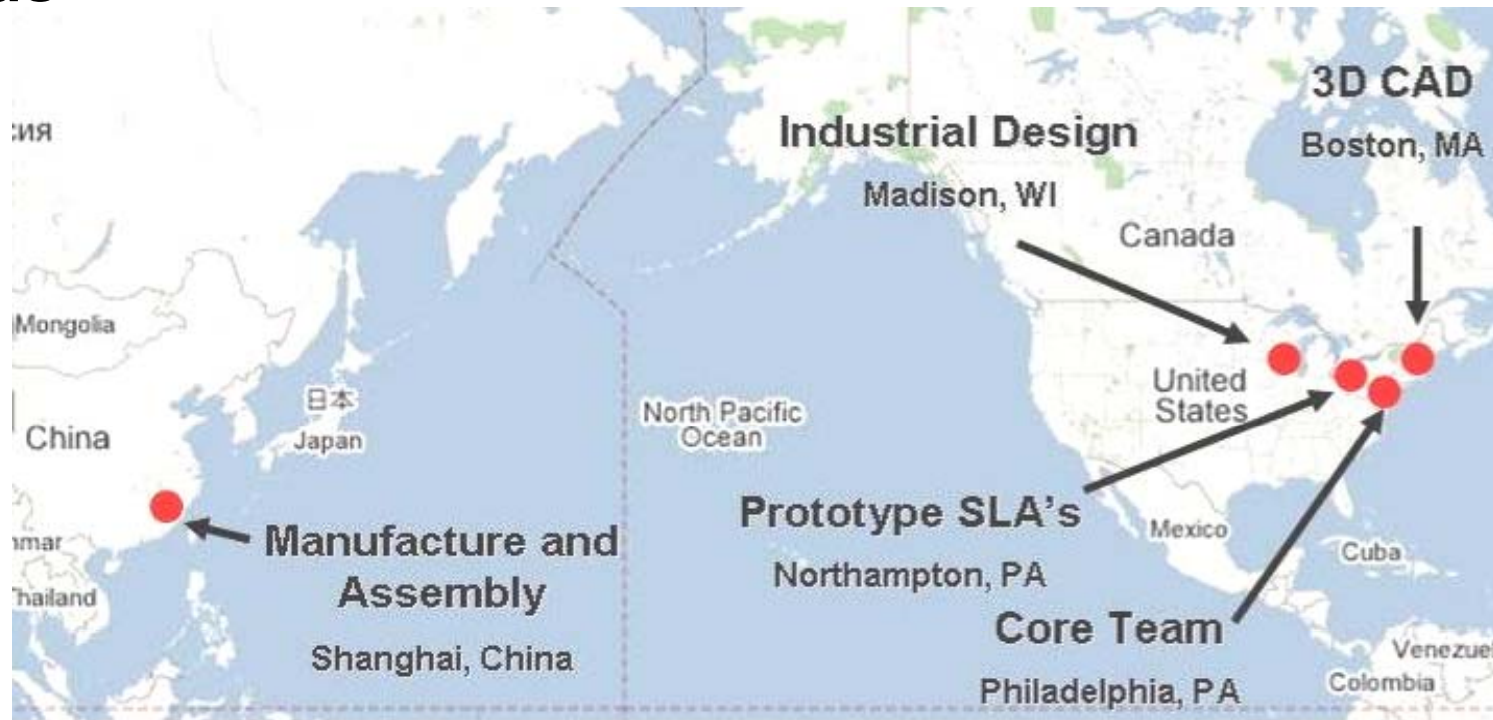 3D CAD
Boston, MA
Industrial Design
Madison, WI
Canada
Mongolia
United
States
日本
Japan
China
North Pacific
Ocean
Prototype SLA's
Northampton, PA
Mexico
Cuba
Manufacture and
Assembly
Shanghai, China
Core Team
Philadelphia, PA
Colombia